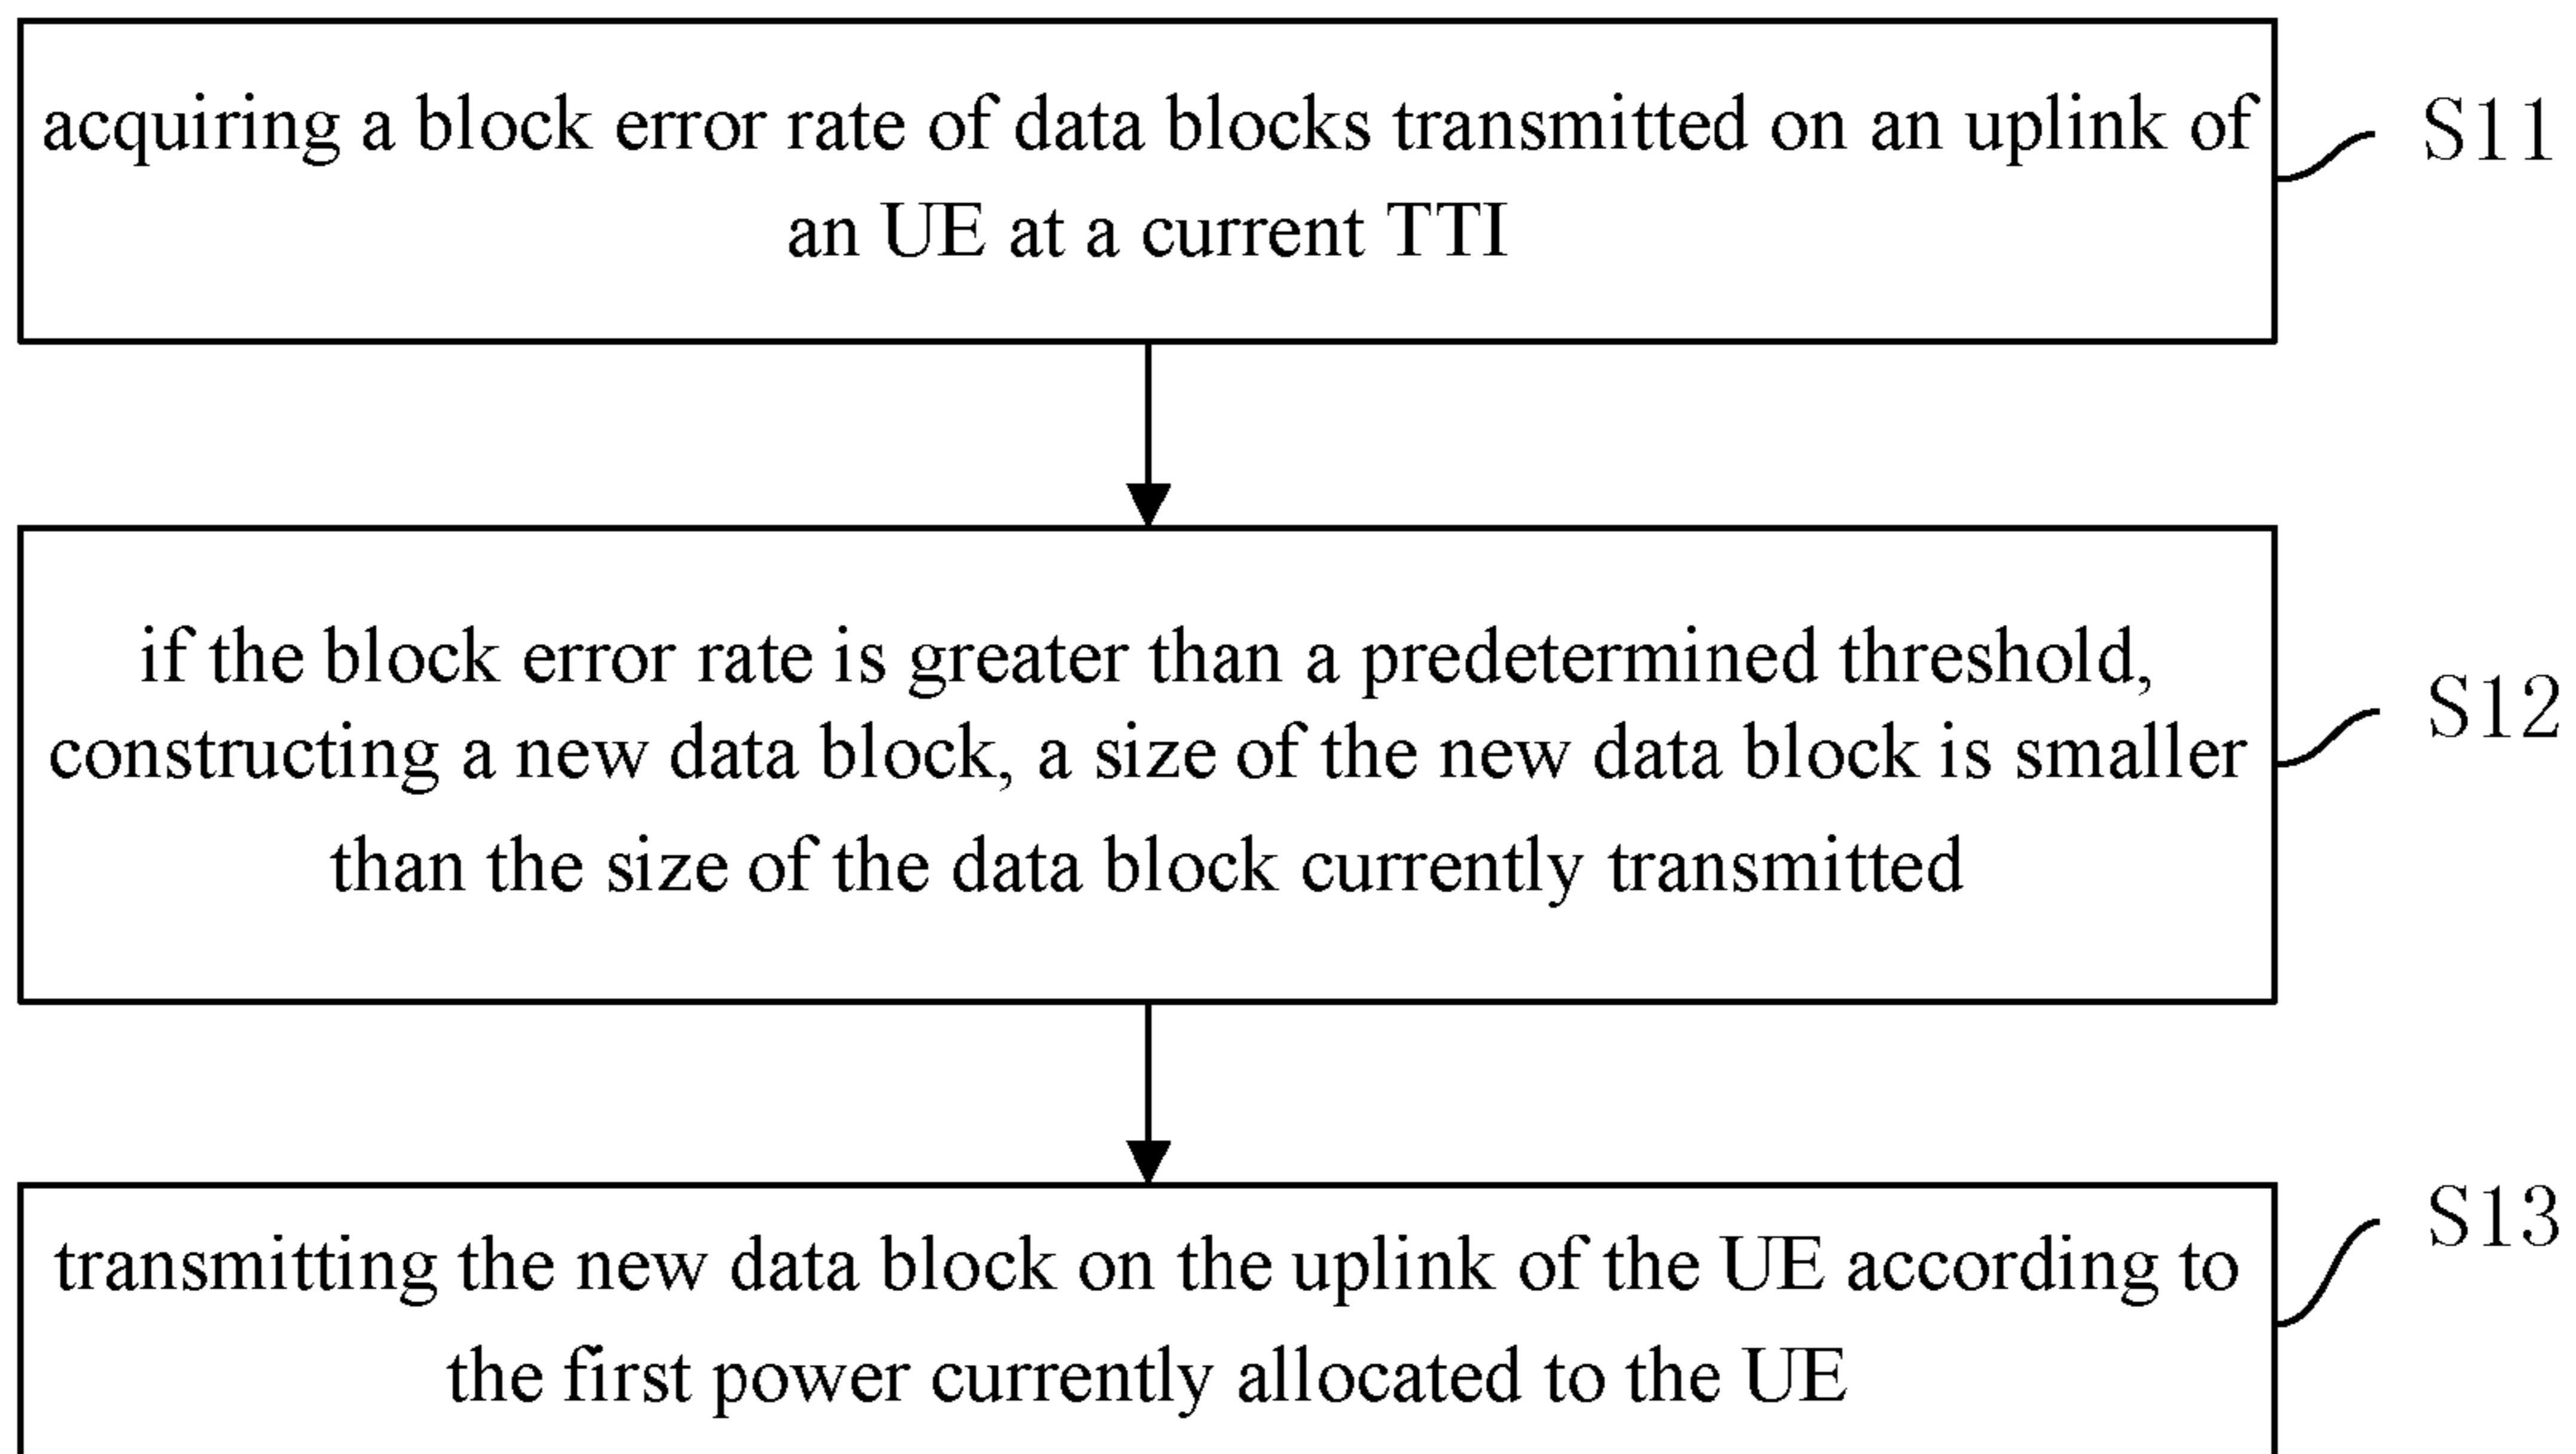 acquiring a block error rate of data blocks transmitted on an uplink of
an UE at a current TTI
S11
if the block error rate is greater than a predetermined threshold,
constructing a new data block, a size of the new data block is smaller
than the size of the data block currently transmitted
S12
transmitting the new data block on the uplink of the UE according to
the first power currently allocated to the UE
S13